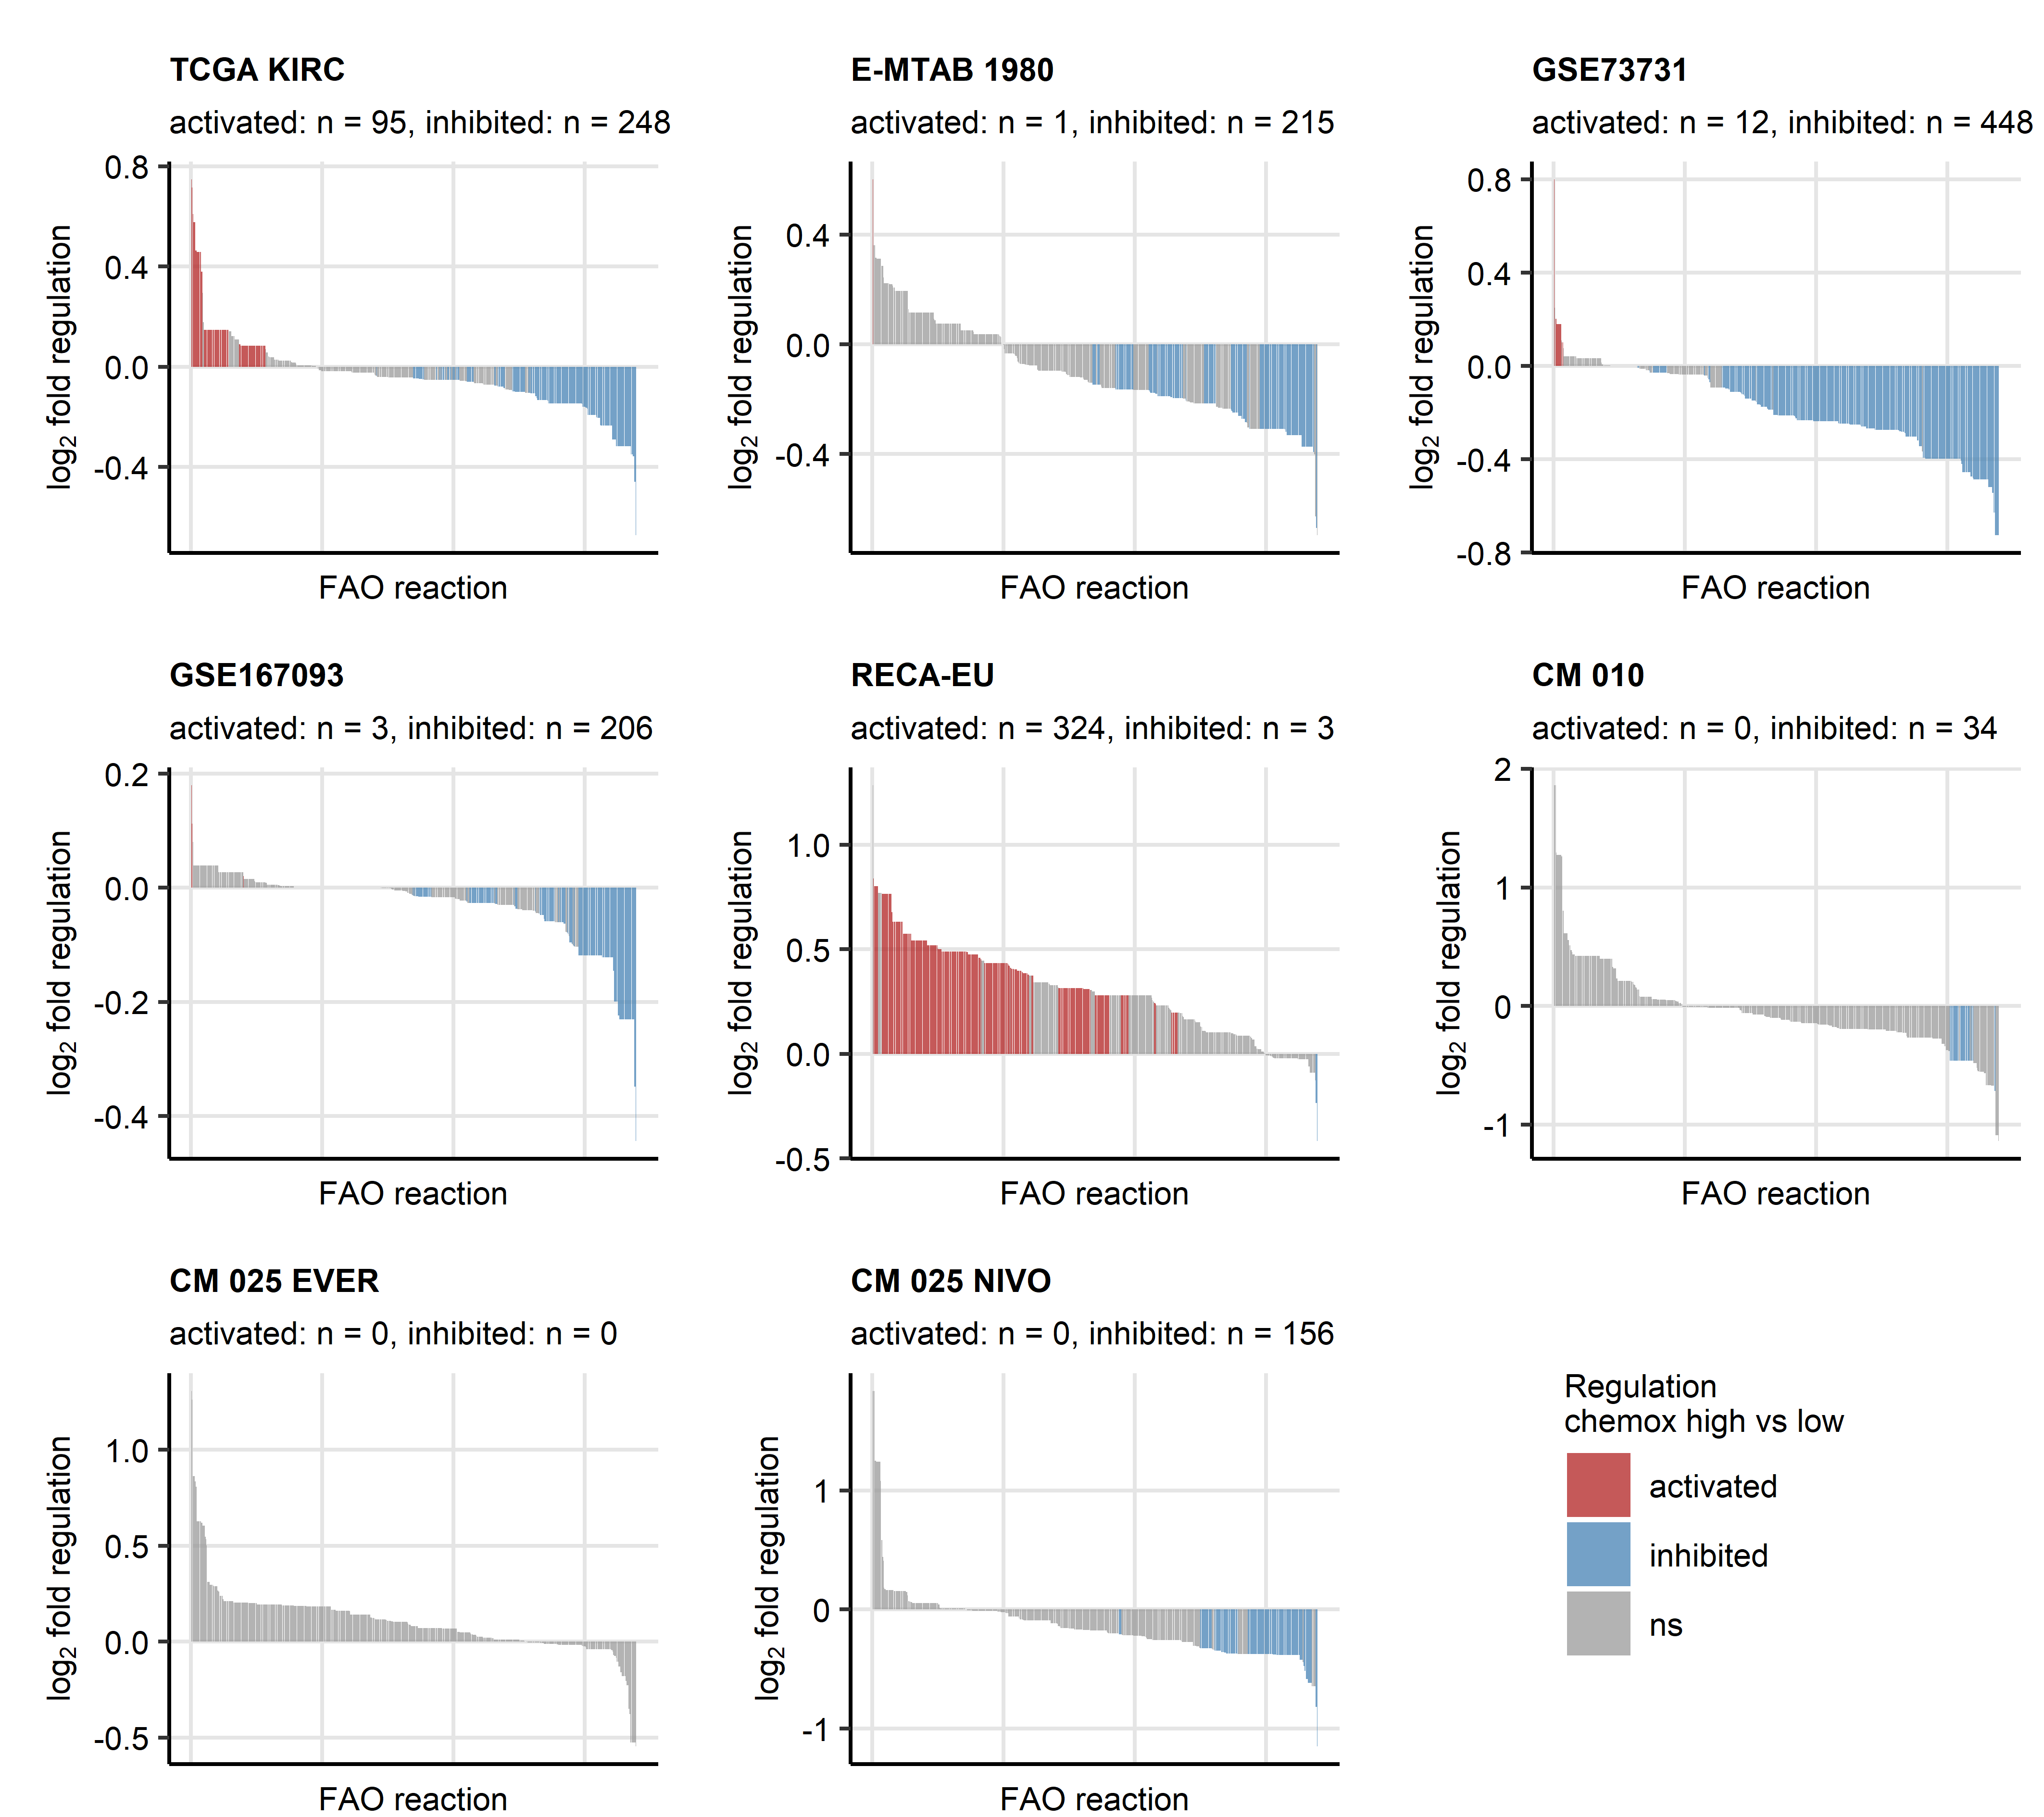 TCGA KIRC
activated: n = 95, inhibited: n = 248
0.8
0.4
0.0
-0.4
log2 fold regulation
FAO reaction
E-MTAB 1980
activated: n = 1, inhibited: n = 215
0.4
0.0
-0.4
log2 fold regulation
FAO reaction
GSE73731
activated: n = 12, inhibited: n = 448
0.8
0.4
0.0
-0.4
-0.8
log2 fold regulation
FAO reaction
GSE167093
activated: n = 3, inhibited: n = 206
0.2
0.0
-0.2
-0.4
log2 fold regulation
FAO reaction
RECA-EU
activated: n = 324, inhibited: n = 3
1.0
0.5
0.0
-0.5
log2 fold regulation
FAO reaction
CM 010
activated: n = 0, inhibited: n = 34
2
1
0
-1
log2 fold regulation
FAO reaction
CM 025 EVER
activated: n = 0, inhibited: n = 0
1.0
0.5
0.0
-0.5
log2 fold regulation
FAO reaction
CM 025 NIVO
activated: n = 0, inhibited: n = 156
1
0
-1
log2 fold regulation
FAO reaction
Regulation
chemox high vs low
activated
inhibited
ns